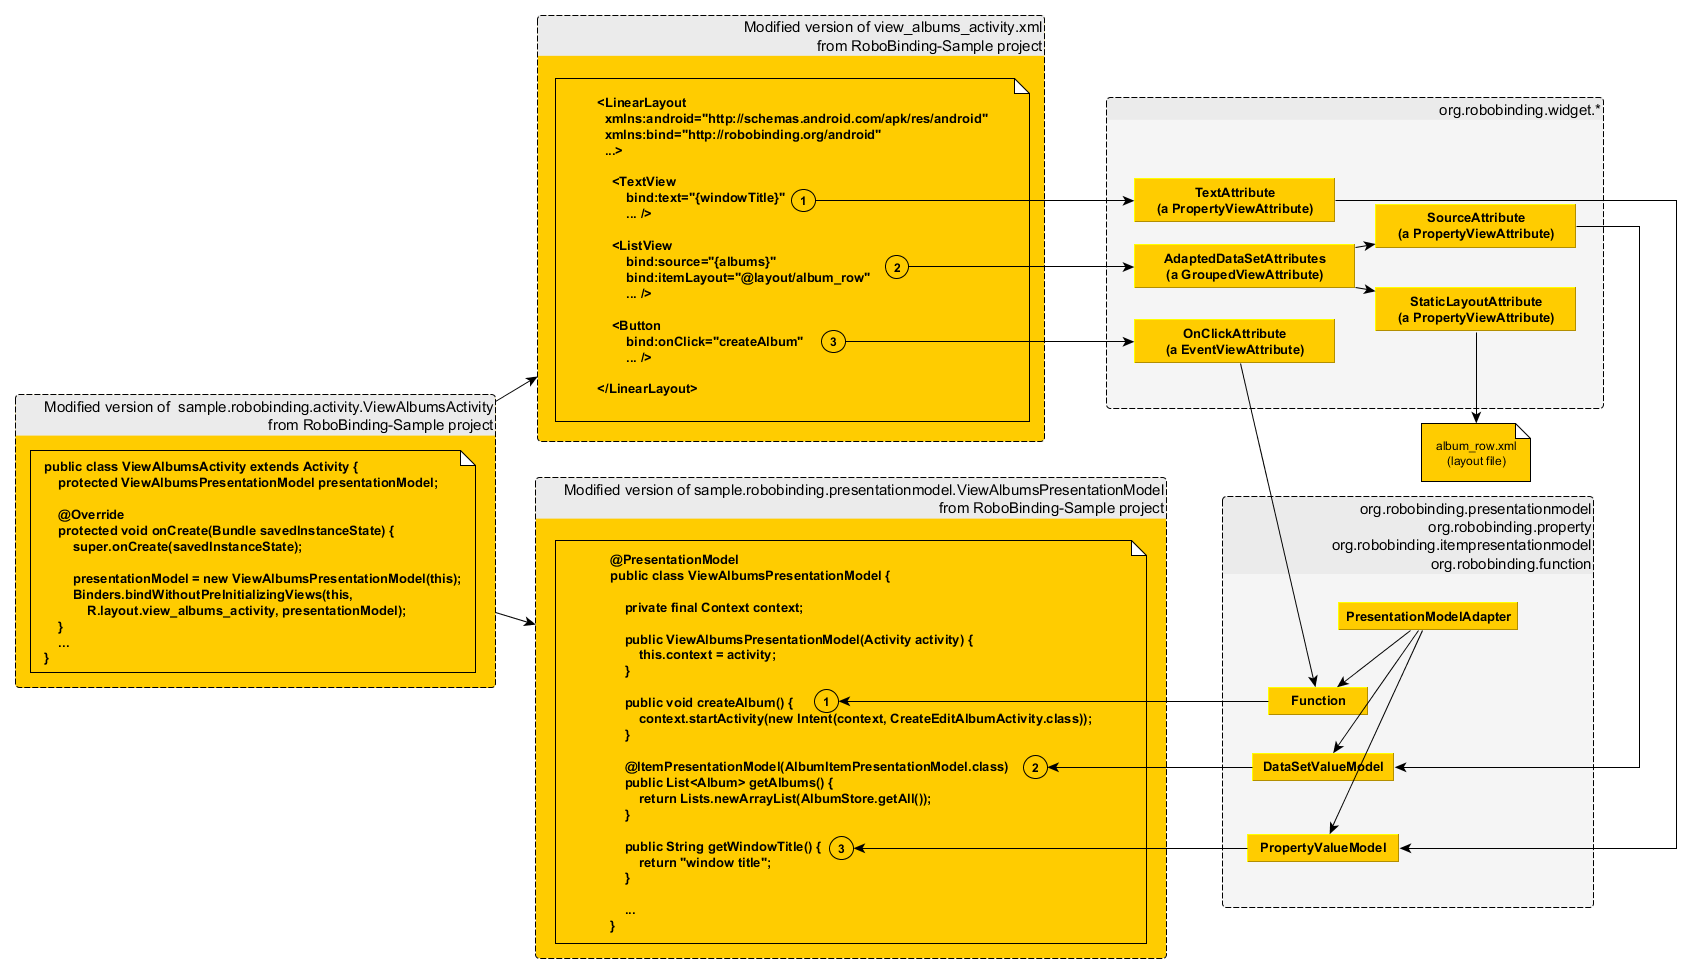 Modified version of view_albums_activity.xml
from RoboBinding-Sample project
<LinearLayout
xmlns:android="http://schemas.android.com/apk/res/android"
xmlns:bind="http://robobinding.org/android"
...>
<TextView
bind:text="{windowTitle}" 1
... />
<ListView
bind:source="{albums}"
2
bind:itemLayout="@layout/album_row"
... />
<Button
bind:onClick="createAlbum" 3
... />
</LinearLayout>
org.robobinding.widget.*
TextAttribute
(a PropertyViewAttribute)
SourceAttribute
(a PropertyViewAttribute)
AdaptedDataSetAttributes
(a GroupedViewAttribute)
StaticLayoutAttribute
(a PropertyViewAttribute)
OnClickAttribute
(a EventViewAttribute)
album_row.xml
(layout file)
Modified version of  sample.robobinding.activity.ViewAlbumsActivity
from RoboBinding-Sample project
public class ViewAlbumsActivity extends Activity {
protected ViewAlbumsPresentationModel presentationModel;
@Override
protected void onCreate(Bundle savedInstanceState) {
super.onCreate(savedInstanceState);
presentationModel = new ViewAlbumsPresentationModel(this);
Binders.bindWithoutPreInitializingViews(this,
R.layout.view_albums_activity, presentationModel);
}
...
}
Modified version of sample.robobinding.presentationmodel.ViewAlbumsPresentationModel
from RoboBinding-Sample project
@PresentationModel
public class ViewAlbumsPresentationModel {
private final Context context;
public ViewAlbumsPresentationModel(Activity activity) {
this.context = activity;
}
public void createAlbum() { 1
context.startActivity(new Intent(context, CreateEditAlbumActivity.class));
}
@ItemPresentationModel(AlbumItemPresentationModel.class) 2
public List<Album> getAlbums() {
return Lists.newArrayList(AlbumStore.getAll());
}
public String getWindowTitle() { 3
return "window title";
}
...
}
org.robobinding.presentationmodel
org.robobinding.property
org.robobinding.itempresentationmodel
org.robobinding.function
PresentationModelAdapter
Function
DataSetValueModel
PropertyValueModel